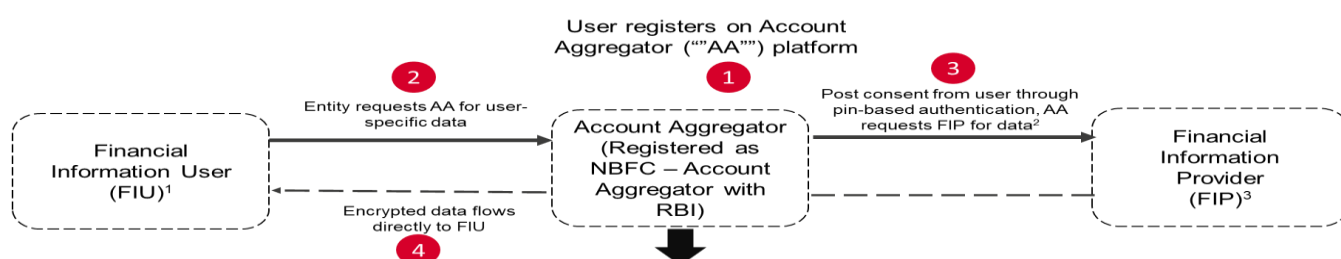 User registers on Account
Aggregator (“”AA””) platform
1
2
Entity requests AA for user-
specific data
3
Post consent from user through
pin-based authentication, AA
requests FIP for data²
Financial
Information User
(FIU)¹
Account Aggregator
(Registered as
NBFC – Account
Aggregator with
RBI)
Financial
Information
Provider
(FIP)³
Encrypted data flows
directly to FIU
4